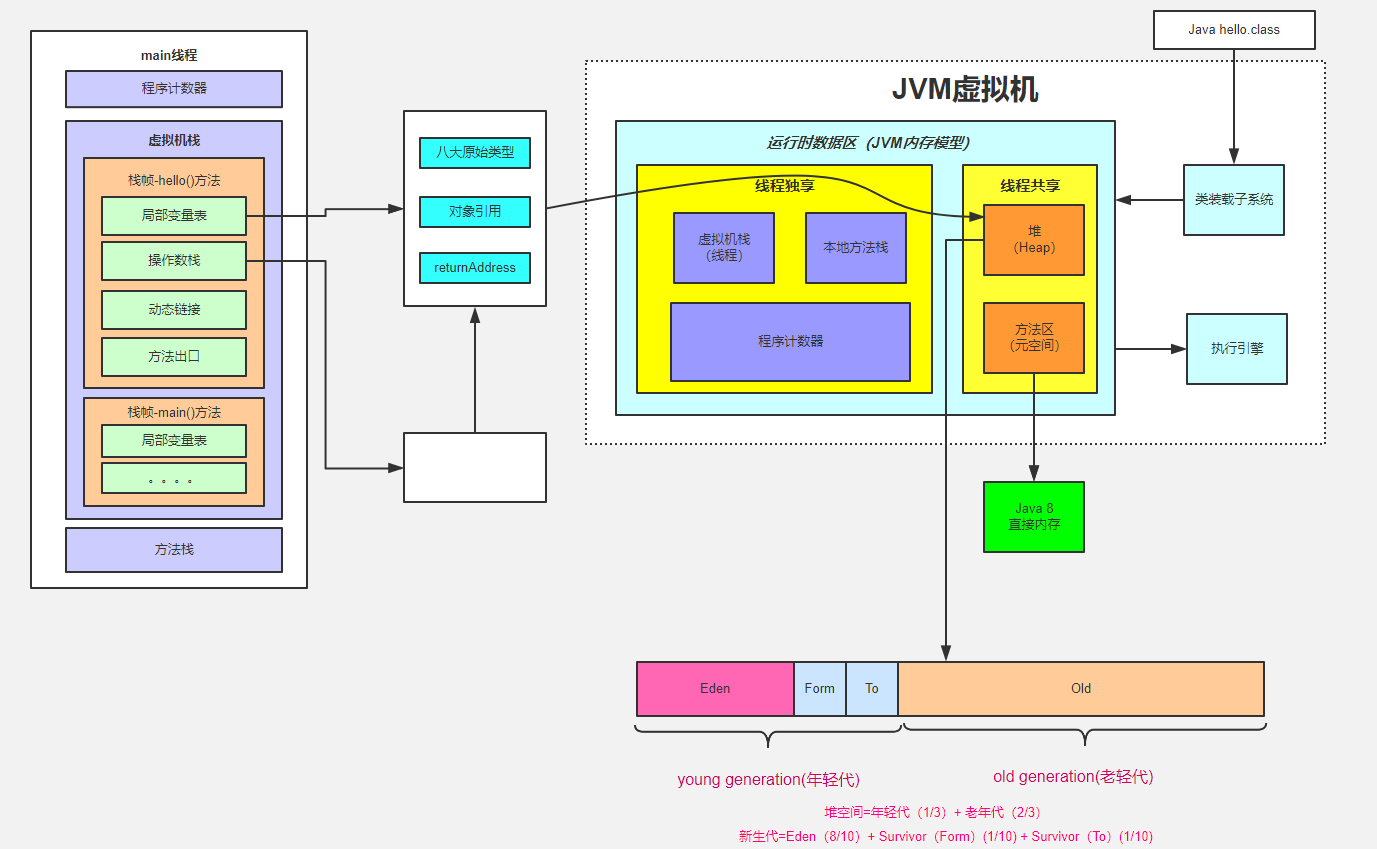 Java hello.class
main线程
程序计数器
虚拟机栈
栈帧-hello()方法
局部变量表
操作数栈
动态链接
方法出口
栈帧-main()方法
局部变量表
。。。。
方法栈
八大原始类型
对象引用
returnAddress
JVM虚拟机
运行时数据区（JVM内存模型）
线程独享
虚拟机栈
（线程）
本地方法栈
程序计数器
线程共享
堆
（Heap）
方法区
（元空间）
类装载子系统
执行引擎
Java 8
直接内存
Eden
Form
To
Old
young generation(年轻代)
old generation(老轻代)
堆空间=年轻代（1/3）+ 老年代（2/3）
新生代=Eden（8/10）+ Survivor（Form）(1/10) + Survivor（To）(1/10)